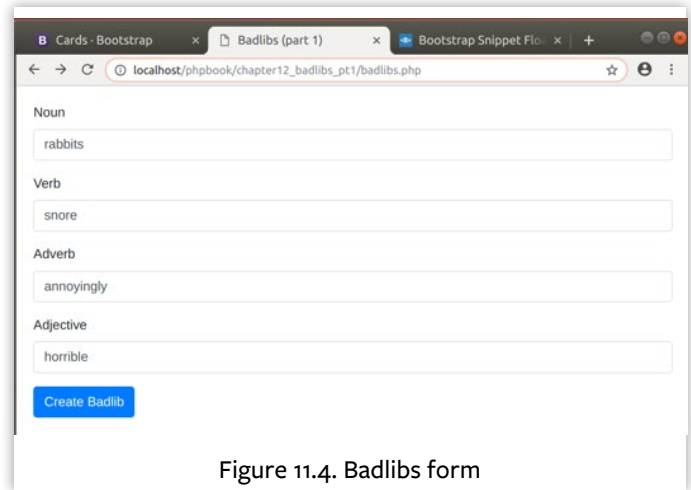 B Cards · Bootstrap × Badlibs (part 1) × Bootstrap Snippet Flo × +
localhost/phpbook/chapter12_badlibs_pt1/badlibs.php
Noun
rabbits
Verb
snore
Adverb
annoyingly
Adjective
horrible
Create Badlib
Figure 11.4. Badlibs form